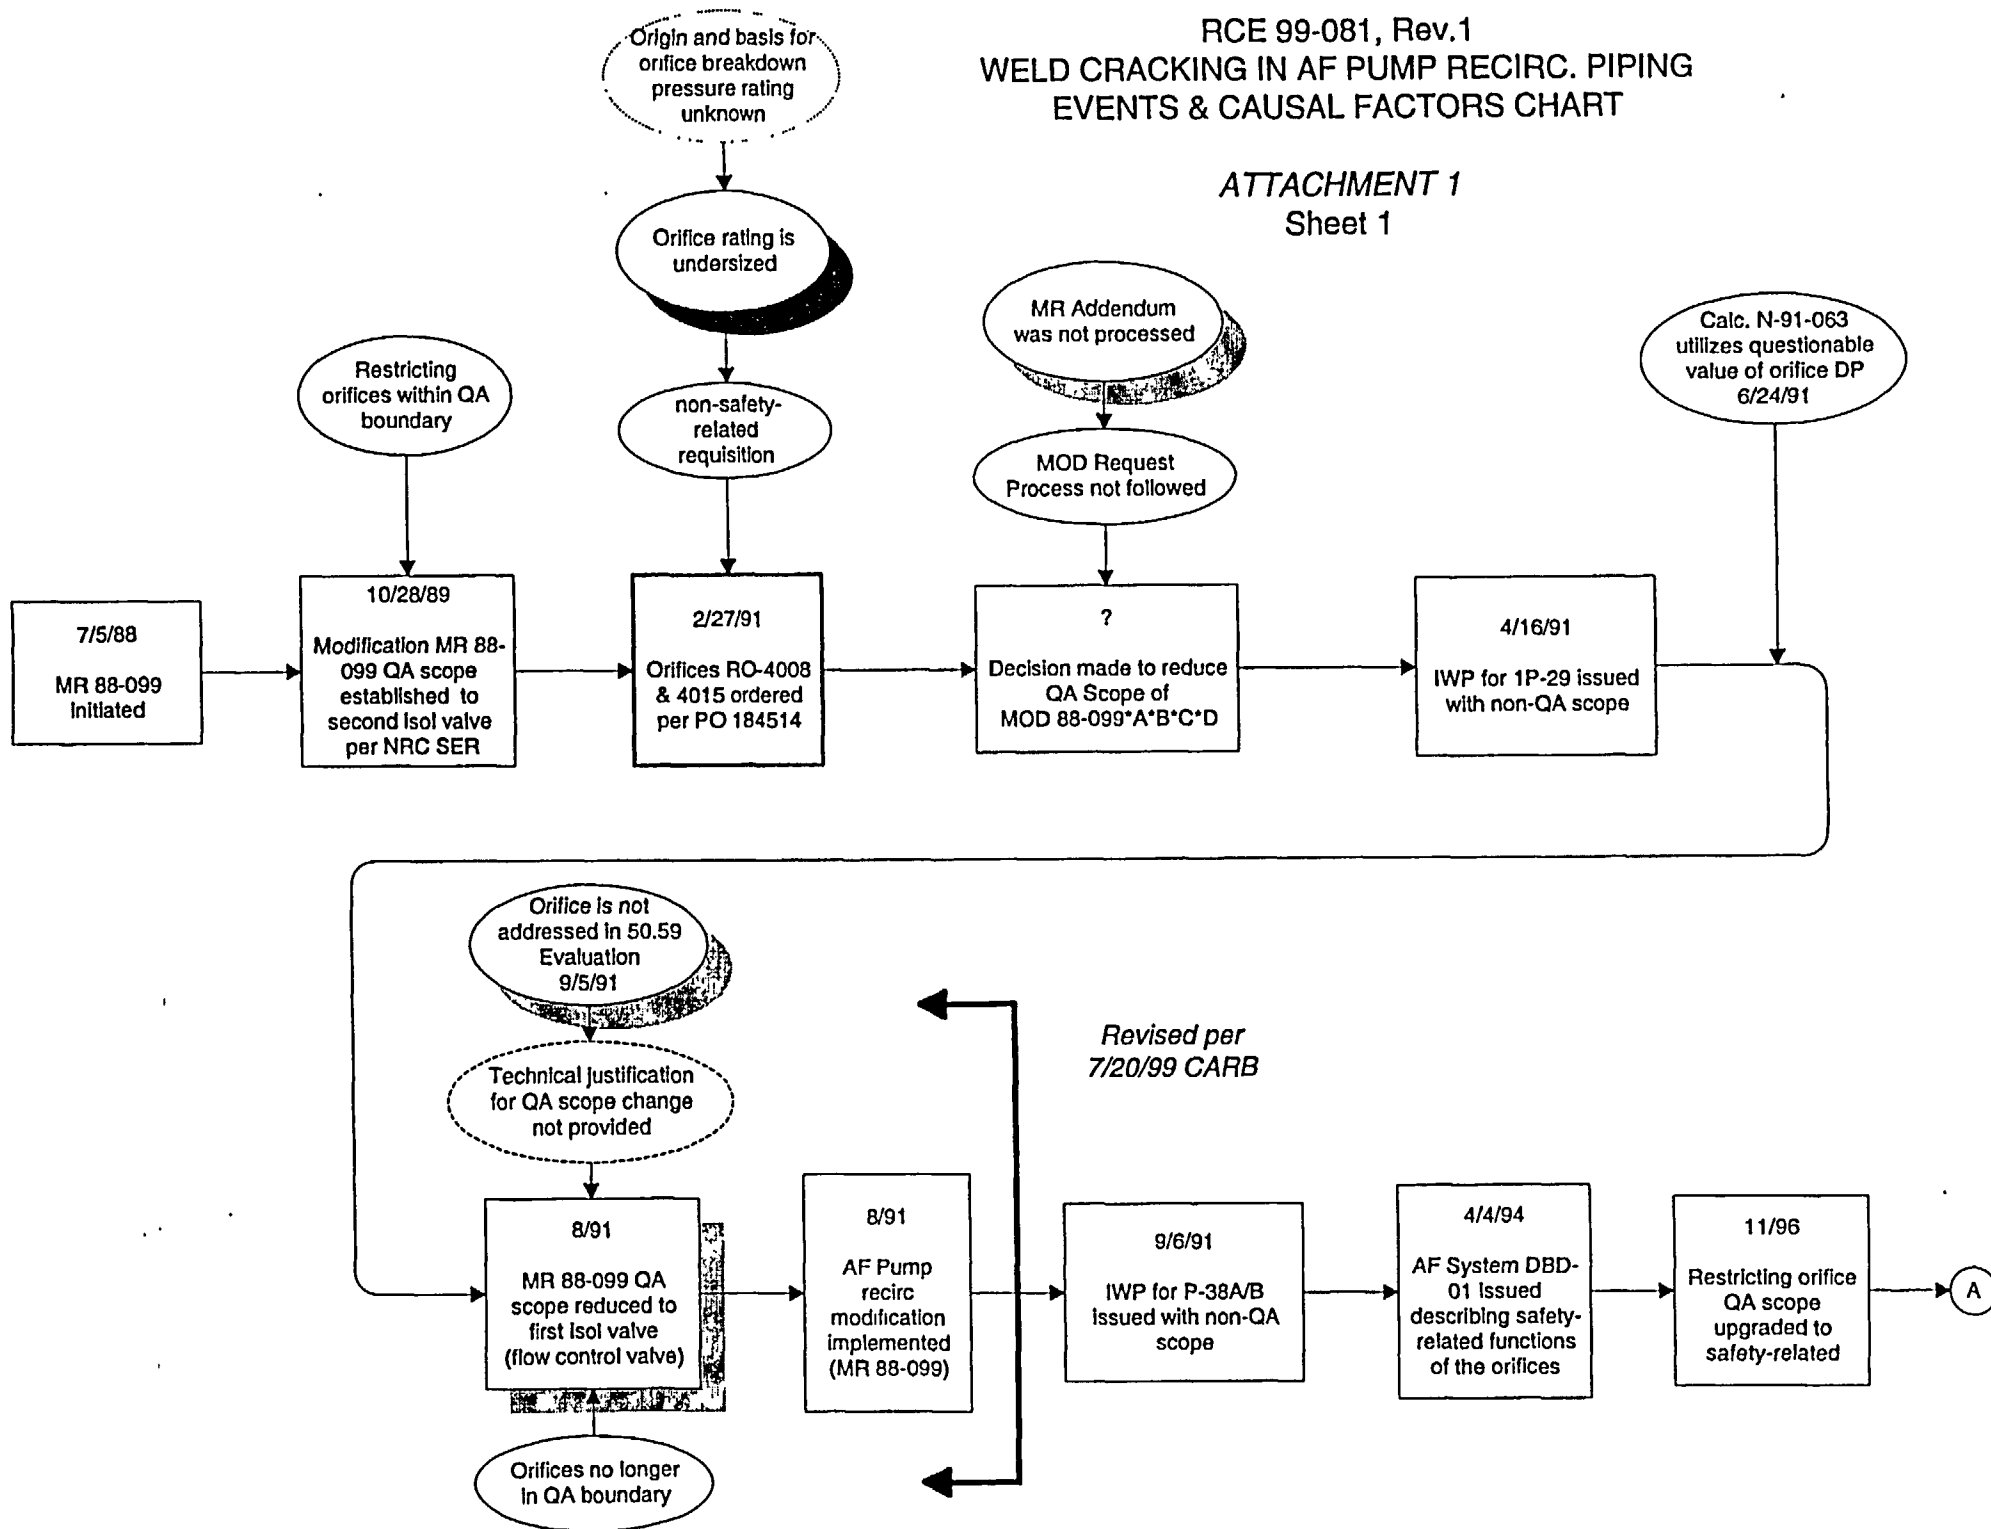 RCE 99-081, Rev.1
WELD CRACKING IN AF PUMP RECIRC. PIPING
EVENTS & CAUSAL FACTORS CHART
ATTACHMENT 1
Sheet 1
Origin and basis for
orifice breakdown
pressure rating
unknown
Orifice rating is
undersized
Restricting
orifices within QA
boundary
non-safety-
related
requisition
MR Addendum
was not processed
MOD Request
Process not followed
Calc. N-91-063
utilizes questionable
value of orifice DP
6/24/91
7/5/88
MR 88-099
Initiated
10/28/89
Modification MR 88-
099 QA scope
established to
second isol valve
per NRC SER
2/27/91
Orifices RO-4008
& 4015 ordered
per PO 184514
?
Decision made to reduce
QA Scope of
MOD 88-099*A*B*C*D
4/16/91
IWP for 1P-29 issued
with non-QA scope
Orifice is not
addressed in 50.59
Evaluation
9/5/91
Technical justification
for QA scope change
not provided
8/91
MR 88-099 QA
scope reduced to
first isol valve
(flow control valve)
Orifices no longer
in QA boundary
8/91
AF Pump
recirc
modification
implemented
(MR 88-099)
Revised per
7/20/99 CARB
9/6/91
IWP for P-38A/B
issued with non-QA
scope
4/4/94
AF System DBD-
01 issued
describing safety-
related functions
of the orifices
11/96
Restricting orifice
QA scope
upgraded to
safety-related
A